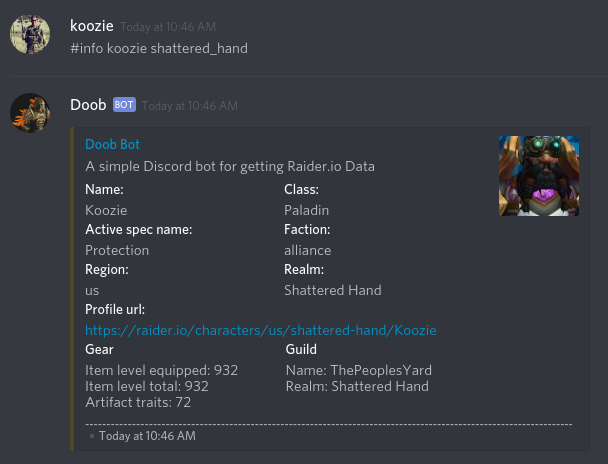 koozie Today at 10:46 AM
#info koozie shattered_hand
Doob BOT Today at 10:46 AM
Doob Bot
A simple Discord bot for getting Raider.io Data
Name: Class:
Koozie Paladin
Active spec name: Faction:
Protection alliance
Region: Realm:
us Shattered Hand
Profile url:
https://raider.io/characters/us/shattered-hand/Koozie
Gear Guild
Item level equipped: 932 Name: ThePeoplesYard
Item level total: 932 Realm: Shattered Hand
Artifact traits: 72
Today at 10:46 AM